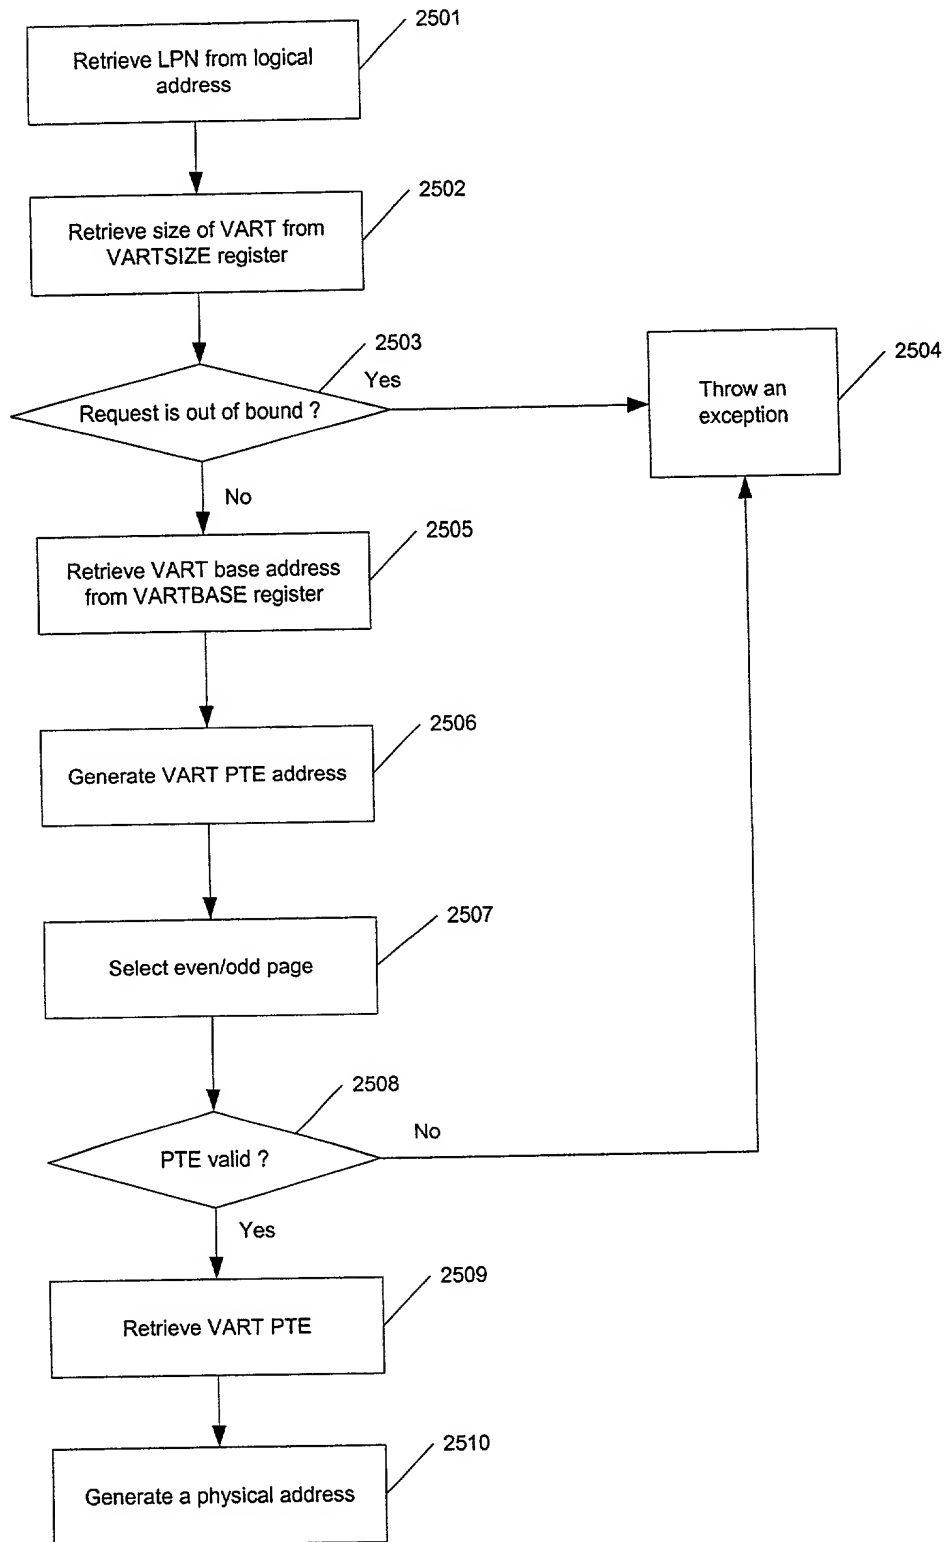 2501
Retrieve LPN from logical
address
2502
Retrieve size of VART from
VARTSIZE register
2503
Yes
Request is out of bound ?
2504
Throw an
exception
No
2505
Retrieve VART base address
from VARTBASE register
2506
Generate VART PTE address
2507
Select even/odd page
2508
No
PTE valid ?
Yes
2509
Retrieve VART PTE
2510
Generate a physical address